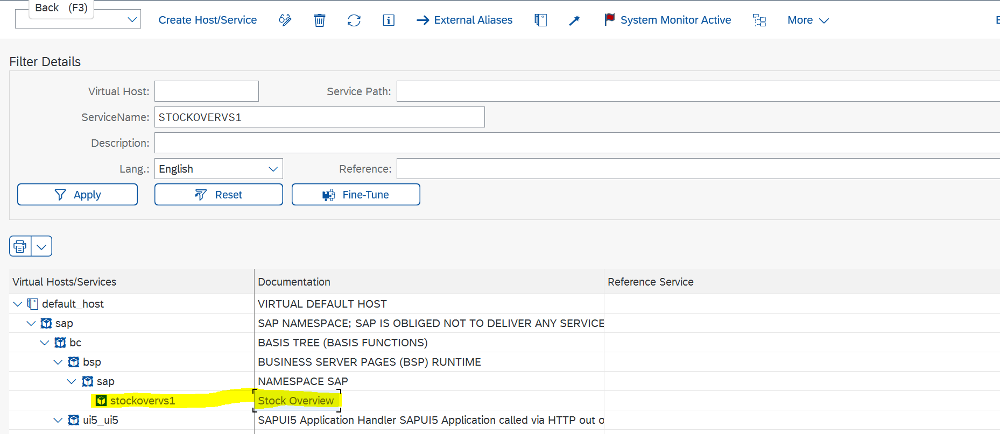 Back (F3)
Create Host/Service External Aliases System Monitor Active More
Filter Details
Virtual Host: Service Path:
ServiceName: STOCKOVERVS1
Description:
Lang.: English Reference:
Apply Reset Fine-Tune
Virtual Hosts/Services Documentation Reference Service
default_host VIRTUAL DEFAULT HOST
sap SAP NAMESPACE; SAP IS OBLIGED NOT TO DELIVER ANY SERVICE
bc BASIS TREE (BASIS FUNCTIONS)
bsp BUSINESS SERVER PAGES (BSP) RUNTIME
sap NAMESPACE SAP
stockovervs1 Stock Overview
ui5_ui5 SAPUI5 Application Handler SAPUI5 Application called via HTTP out o